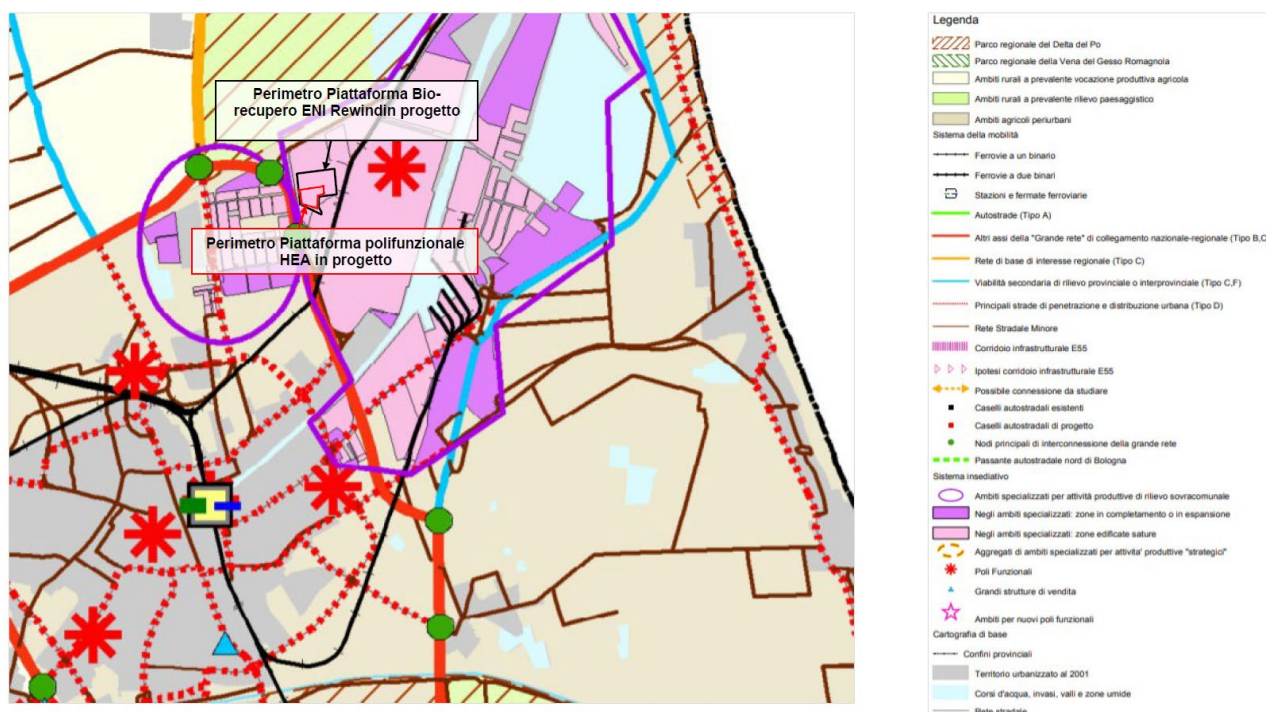 Perimetro Piattaforma Bio-
recupero ENI Rewindin progetto
Perimetro Piattaforma polifunzionale
HEA in progetto
Legenda
Parco regionale del Delta del Po
Parco regionale della Vena del Gesso Romagnola
Ambiti rurali a prevalente vocazione produttiva agricola
Ambiti rurali a prevalente rilievo paesaggistico
Ambiti agricoli periurbani
Sistema della mobilità
Ferrovie a un binario
Ferrovie a due binari
Stazioni e fermate ferroviarie
Autostrade (Tipo A)
Altri assi della "Grande rete" di collegamento nazionale-regionale (Tipo B,C
Rete di base di interesse regionale (Tipo C)
Viabilità secondaria di rilievo provinciale o interprovinciale (Tipo C,F)
Principali strade di penetrazione e distribuzione urbana (Tipo D)
Rete Stradale Minore
Corridoio infrastrutturale E55
Ipotesi corridoio infrastrutturale E55
Possibile connessione da studiare
Caselli autostradali esistenti
Caselli autostradali di progetto
Nodi principali di interconnessione della grande rete
Passante autostradale nord di Bologna
Sistema insediativo
Ambiti specializzati per attività produttive di rilievo sovracomunale
Negli ambiti specializzati: zone in completamento o in espansione
Negli ambiti specializzati: zone edificate sature
Aggregati di ambiti specializzati per attivita' produttive "strategici"
Poli Funzionali
Grandi strutture di vendita
Ambiti per nuovi poli funzionali
Cartografia di base
Confini provinciali
Territorio urbanizzato al 2001
Corsi d'acqua, invasi, valli e zone umide
Rete stradale